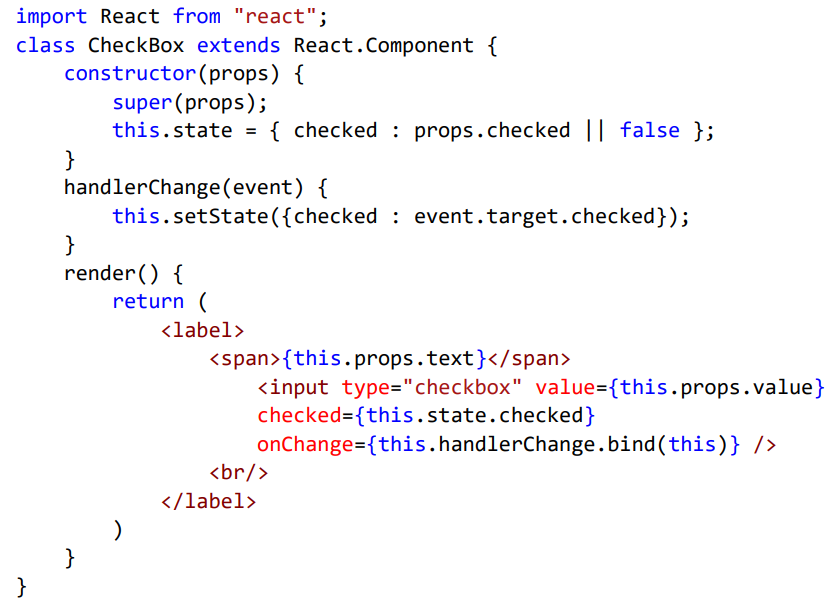 import React from "react";
class CheckBox extends React.Component {
    constructor(props) {
        super(props);
        this.state = { checked : props.checked || false };
    }
    handlerChange(event) {
        this.setState({checked : event.target.checked});
    }
    render() {
        return (
            <label>
                <span>{this.props.text}</span>
                    <input type="checkbox" value={this.props.value}
                    checked={this.state.checked}
                    onChange={this.handlerChange.bind(this)} />
                <br/>
            </label>
        )
    }
}